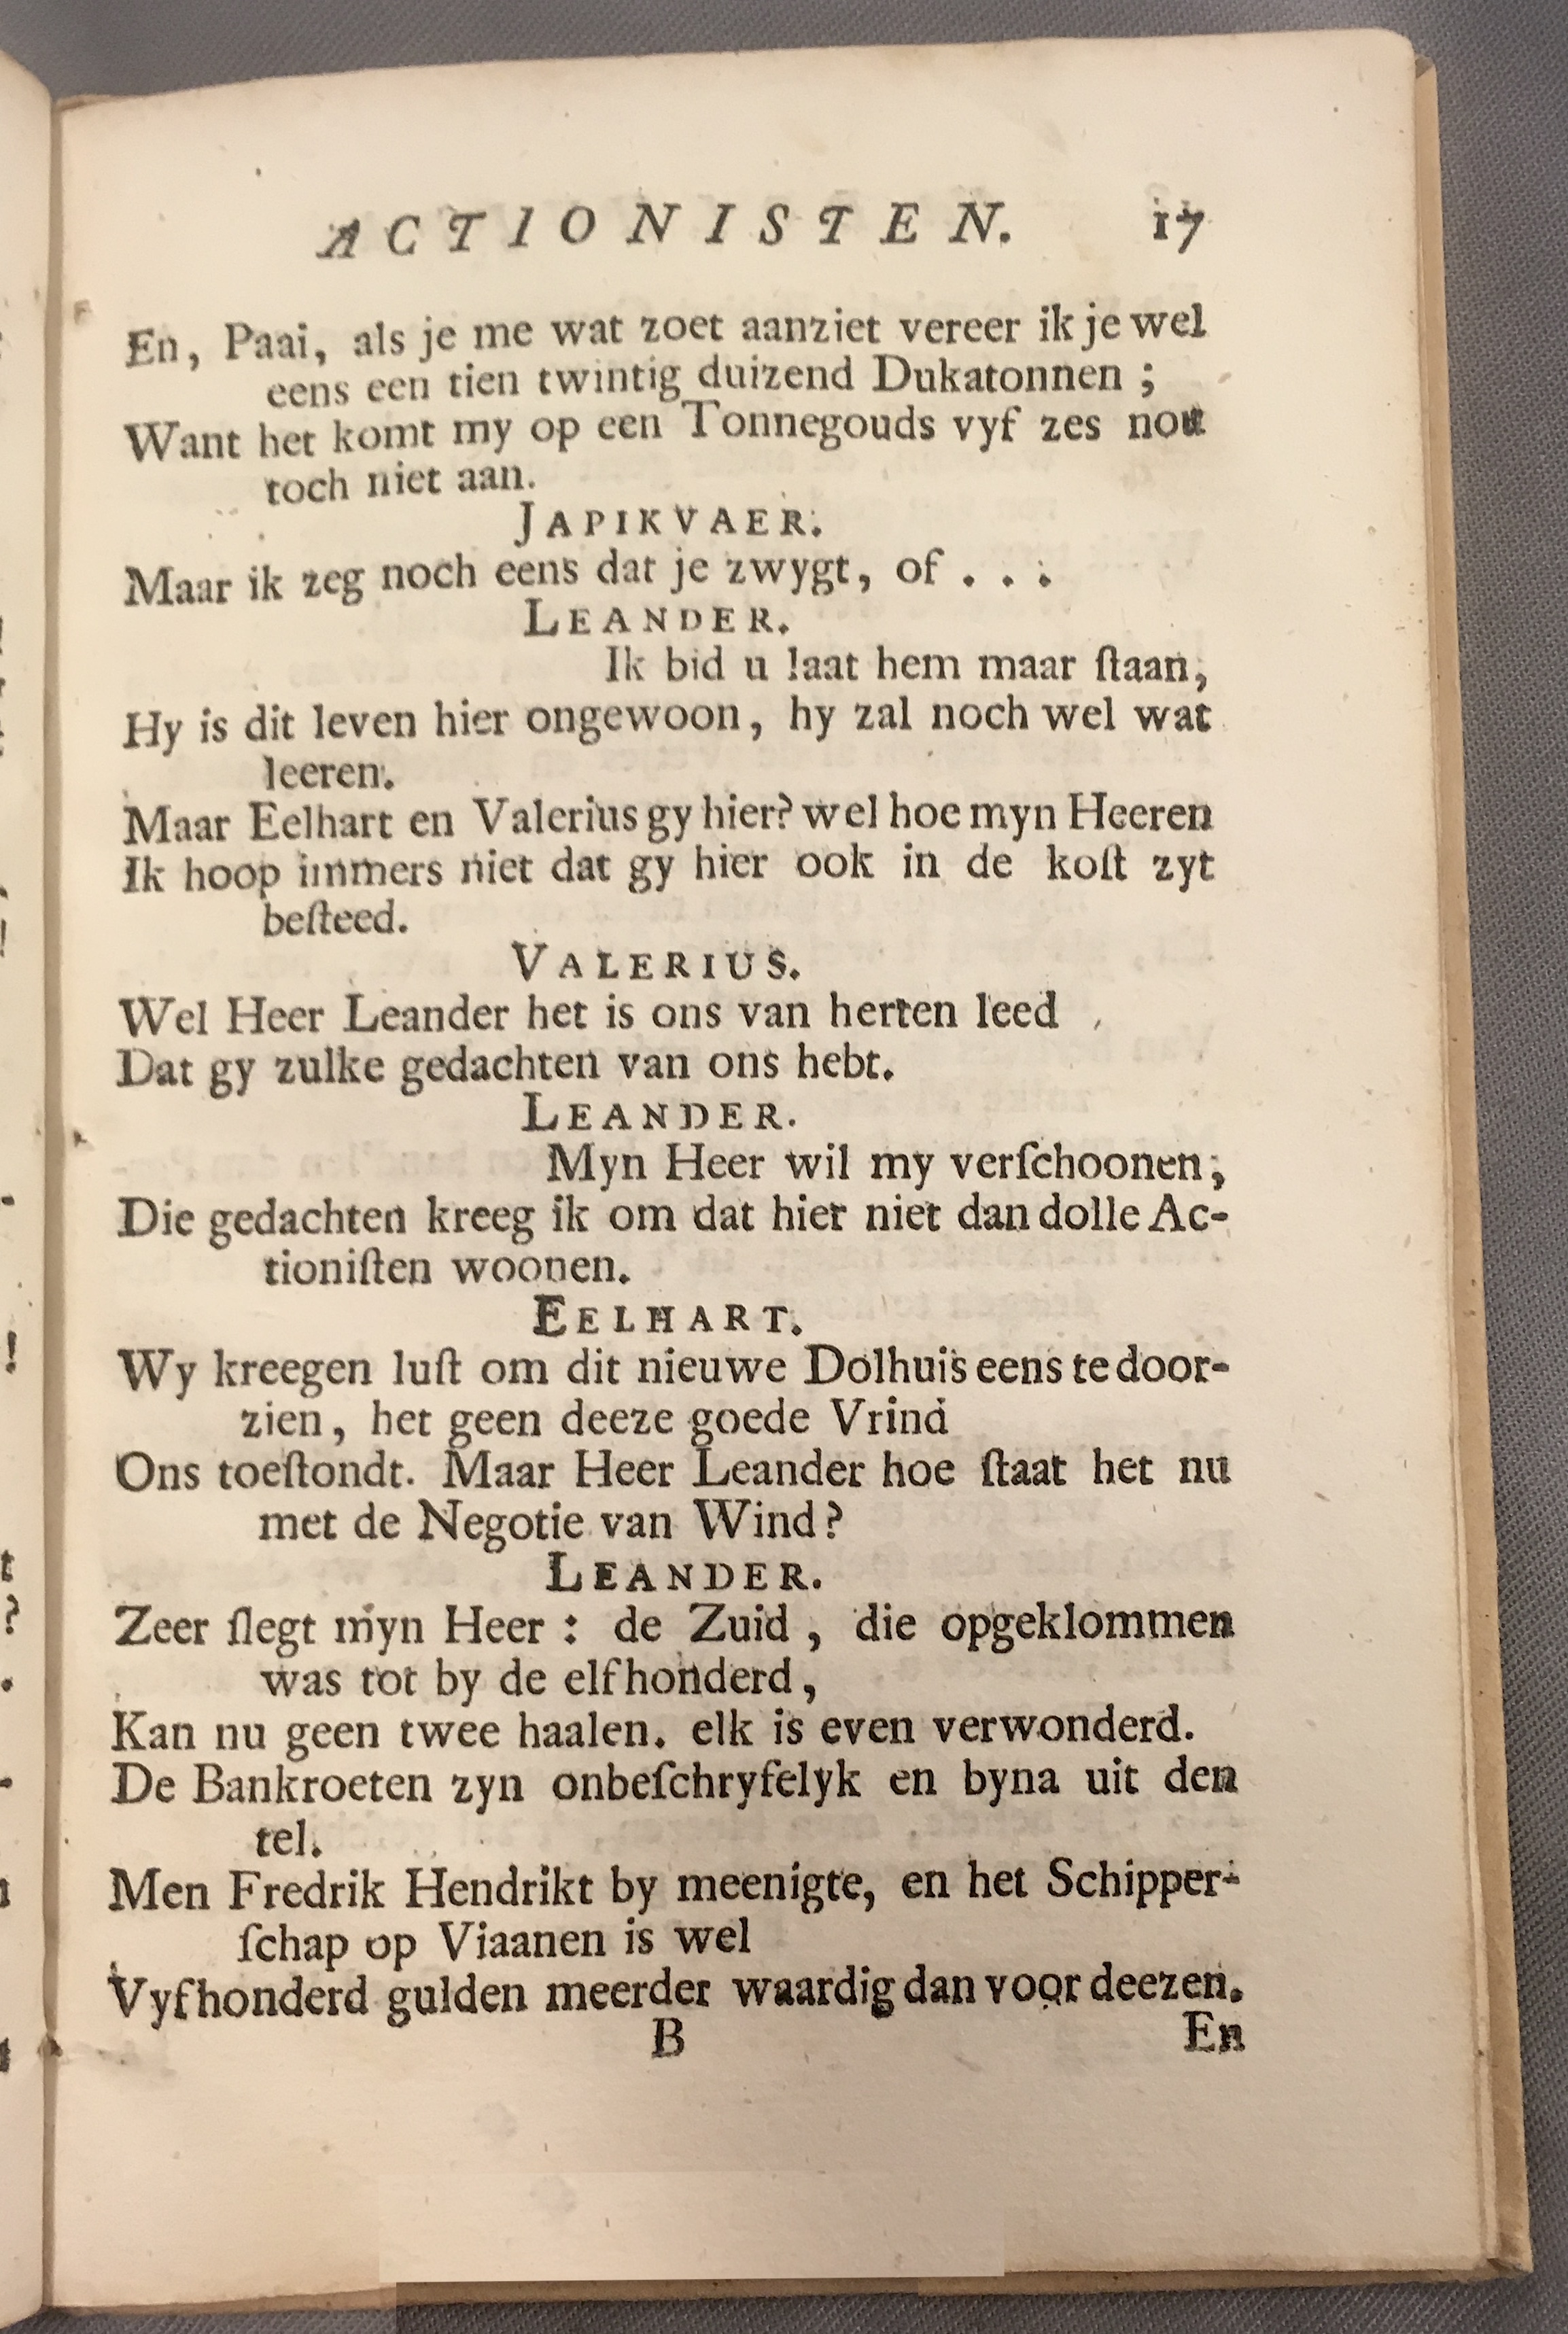 ACTIONISTEN. 17
En, Paai, als je me wat zoet aanziet vereer ik je wel
eens een tien twintig duizend Dukatonnen ;
Want het komt my op een Tonnegouds vyf zes nou
toch niet aan.
JAPIKVAER.
Maar ik zeg noch eens dat je zwygt, of . . .
LEANDER.
Ik bid u laat hem maar ſtaan,
Hy is dit leven hier ongewoon, hy zal noch wel wat
leeren.
Maar Eelhart en Valerius gy hier? wel hoe myn Heeren
Ik hoop immers niet dat gy hier ook in de koſt zyt
beſteed.
VALERIUS.
Wel Heer Leander het is ons van herten leed ,
Dat gy zulke gedachten van ons hebt.
LEANDER.
Myn Heer wil my verſchoonen,
Die gedachten kreeg ik om dat hier niet dan dolle Ac-
tioniſten woonen.
EELHART.
Wy kreegen luſt om dit nieuwe Dolhuis eens te door-
zien, het geen deeze goede Vrind
Ons toeſtondt. Maar Heer Leander hoe ſtaat het nu
met de Negotie van Wind?
LEANDER.
Zeer ſlegt myn Heer : de Zuid , die opgeklommen
was tot by de elfhonderd,
Kan nu geen twee haalen. elk is even verwonderd.
De Bankroeten zyn onbeſchryfelyk en byna uit den
tel.
Men Fredrik Hendrikt by meenigte, en het Schipper-
ſchap op Viaanen is wel
Vyfhonderd gulden meerder waardig dan voor deezen.
B En